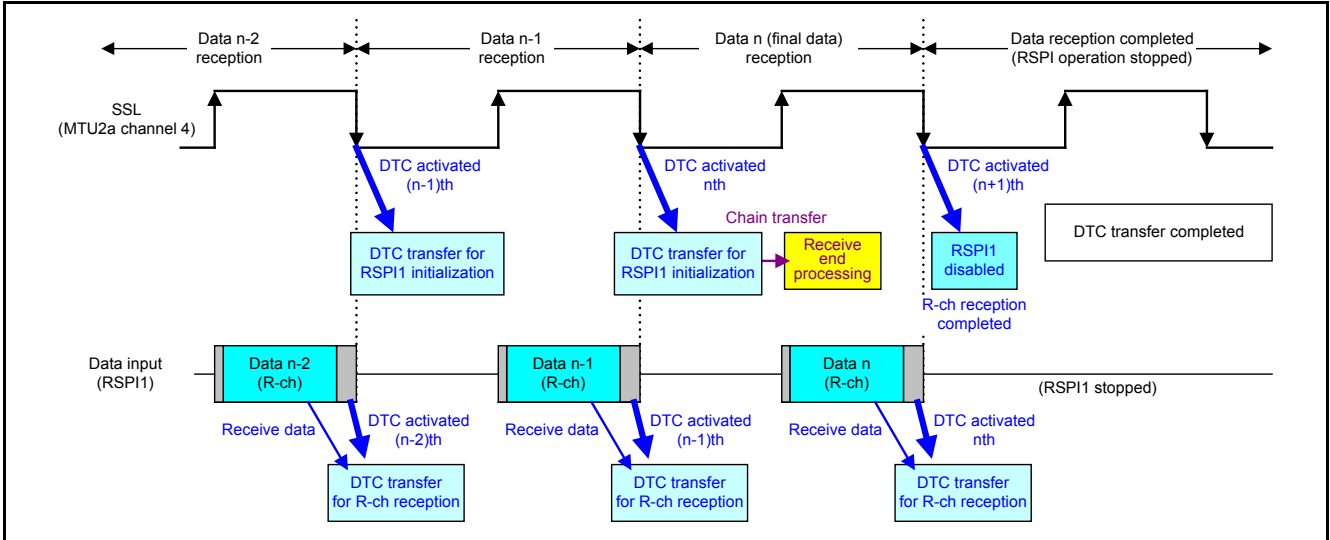 Data n-2
reception
Data n-1
reception
Data n (final data)
reception
Data reception completed
(RSPI operation stopped)
SSL
(MTU2a channel 4)
DTC activated
(n-1)th
DTC activated
nth
DTC activated
(n+1)th
Chain transfer
DTC transfer for
RSPI1 initialization
DTC transfer for
RSPI1 initialization
Receive
end
processing
RSPI1
disabled
DTC transfer completed
R-ch reception
completed
Data input
(RSPI1)
Data n-2
(R-ch)
Data n-1
(R-ch)
Data n
(R-ch)
(RSPI1 stopped)
Receive data
DTC activated
(n-2)th
Receive data
DTC activated
(n-1)th
Receive data
DTC activated
nth
DTC transfer
for R-ch reception
DTC transfer
for R-ch reception
DTC transfer
for R-ch reception